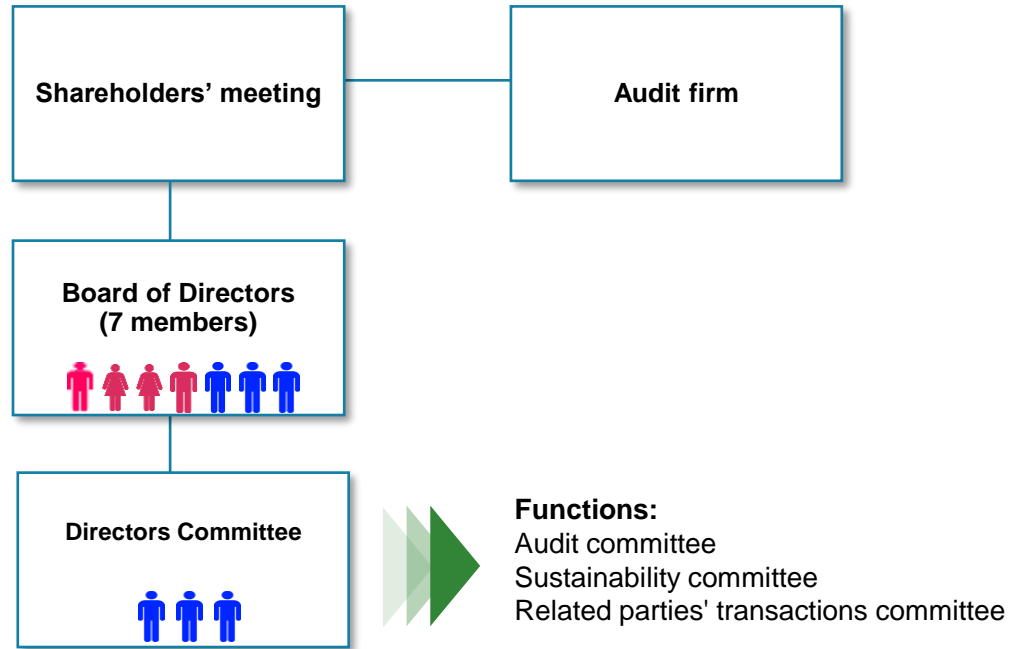 Shareholders’ meeting
Audit firm
Board of Directors
(7 members)
Directors Committee
Functions:
Audit committee
Sustainability committee
Related parties' transactions committee